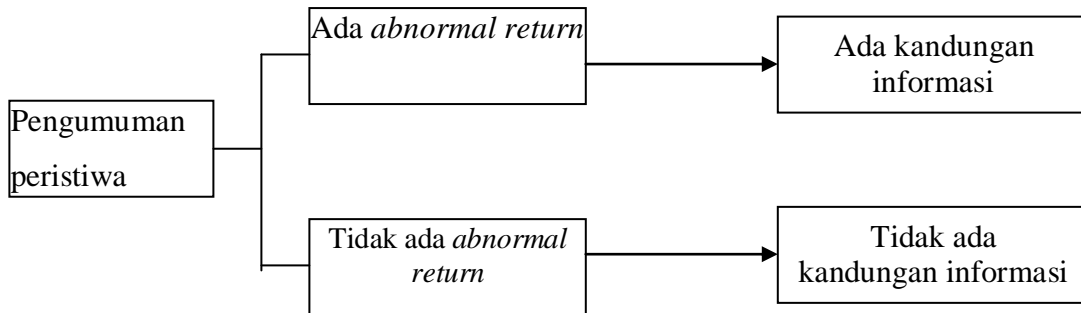 Ada abnormal return
Ada kandungan
informasi
Pengumuman
peristiwa
Tidak ada abnormal
return
Tidak ada
kandungan informasi